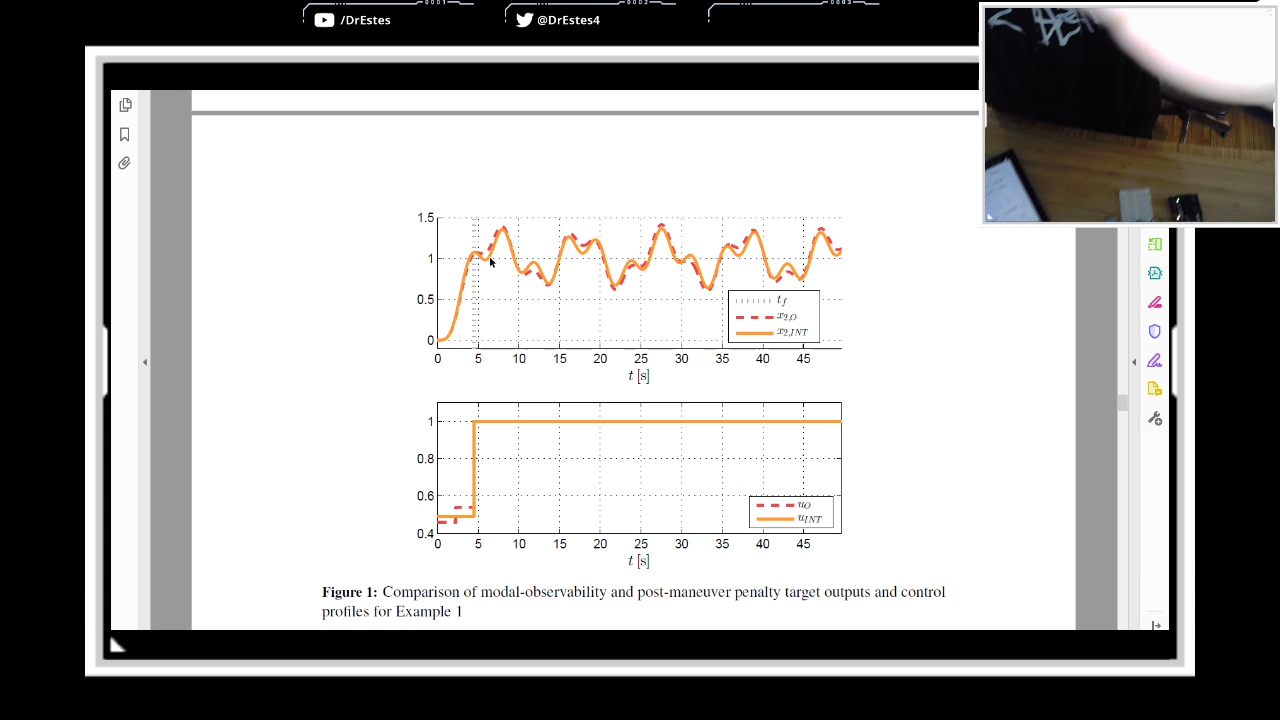 0001
0002
0003
/DrEstes
@DrEstes4
1.5
1
0.5
0
t_f
x_{2,O}
x_{2,INT}
0 5 10 15 20 25 30 35 40 45
t [s]
1
0.8
0.6
0.4
u_O
u_{INT}
0 5 10 15 20 25 30 35 40 45
t [s]
Figure 1: Comparison of modal-observability and post-maneuver penalty target outputs and control
profiles for Example 1